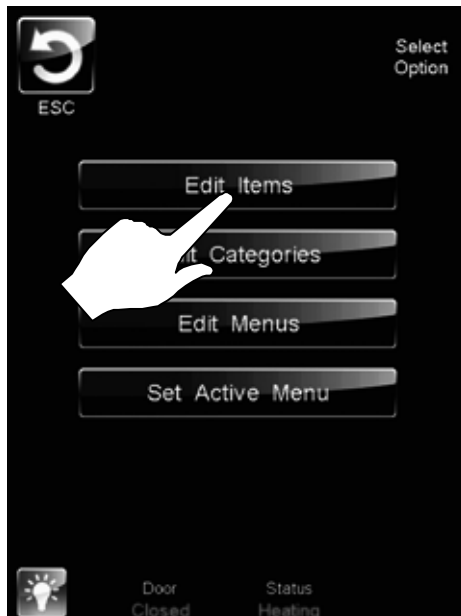 Select
Option
ESC
Edit Items
Categories
Edit Menus
Set Active Menu
Door Status
Closed Heating